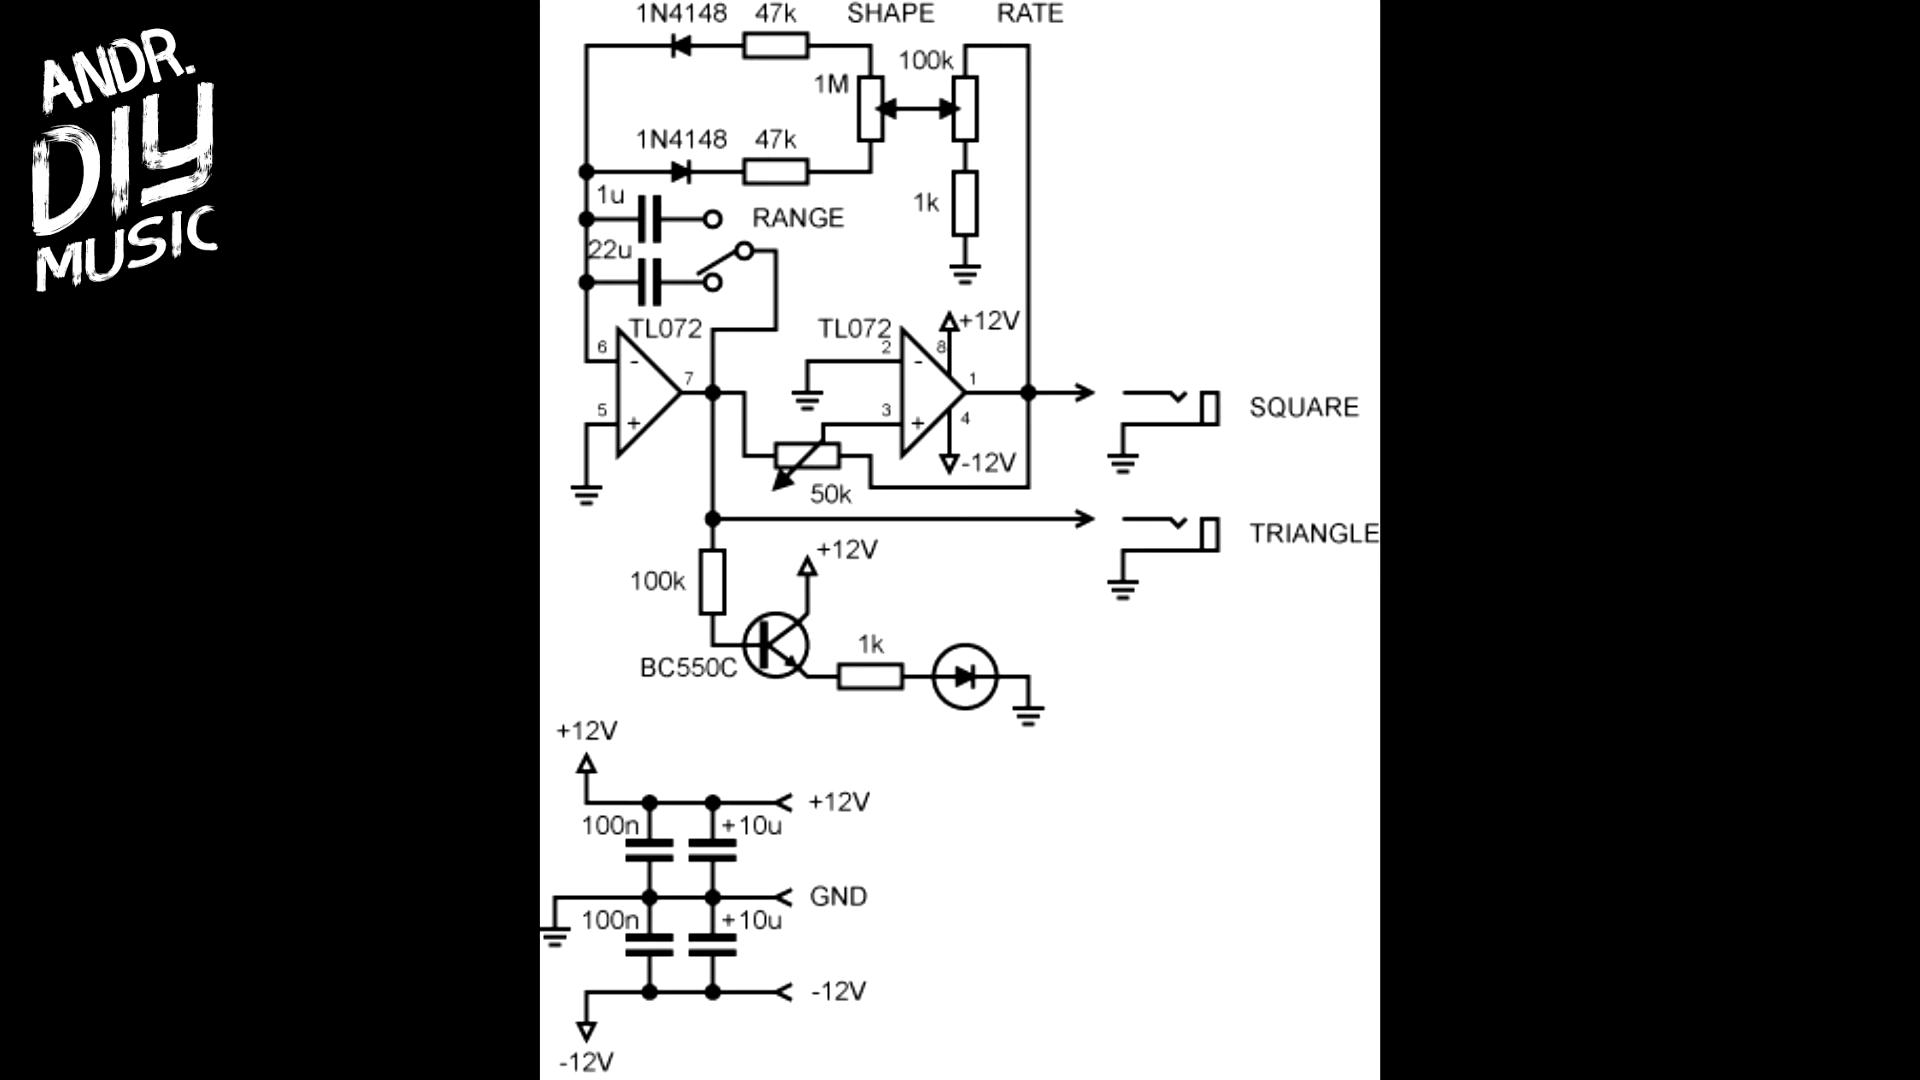 ANDR.
DIY
MUSIC
1N4148 47k SHAPE RATE
100k
1M
1N4148 47k
1u
1k
RANGE
22u
TL072 TL072 +12V
6 - 2 - 8
7 1
5 + 3 + 4
SQUARE
-12V
50k
TRIANGLE
+12V
100k
1k
BC550C
+12V
+12V
100n + 10u
GND
100n + 10u
-12V
-12V